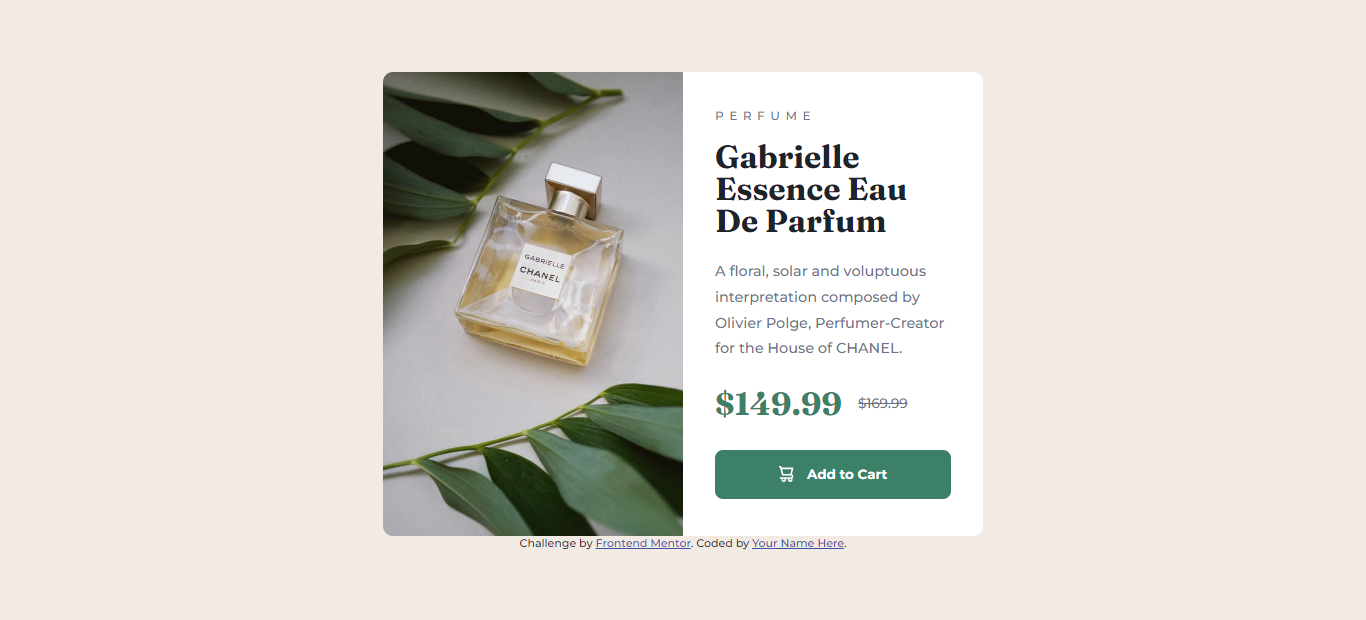 PERFUME
Gabrielle
Essence Eau
De Parfum
A floral, solar and voluptuous
interpretation composed by
Olivier Polge, Perfumer-Creator
for the House of CHANEL.
$149.99 $169.99
Add to Cart
GABRIELLE
CHANEL
PARIS
Challenge by Frontend Mentor. Coded by Your Name Here.